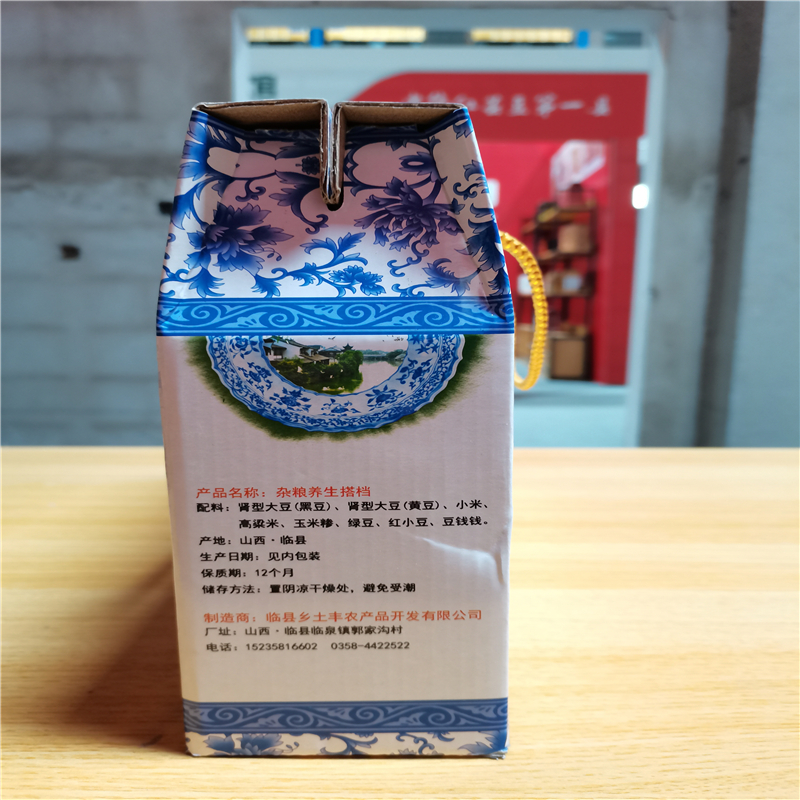 产品名称：杂粮养生搭档
配料：肾型大豆(黑豆)、肾型大豆(黄豆)、小米、
高粱米、玉米糁、绿豆、红小豆、豆钱钱。
产地：山西·临县
生产日期：见内包装
保质期：12个月
储存方法：置阴凉干燥处，避免受潮
制造商：临县乡土丰农产品开发有限公司
厂址：山西·临县临泉镇郭家沟村
电话：15235816602 0358-4422522